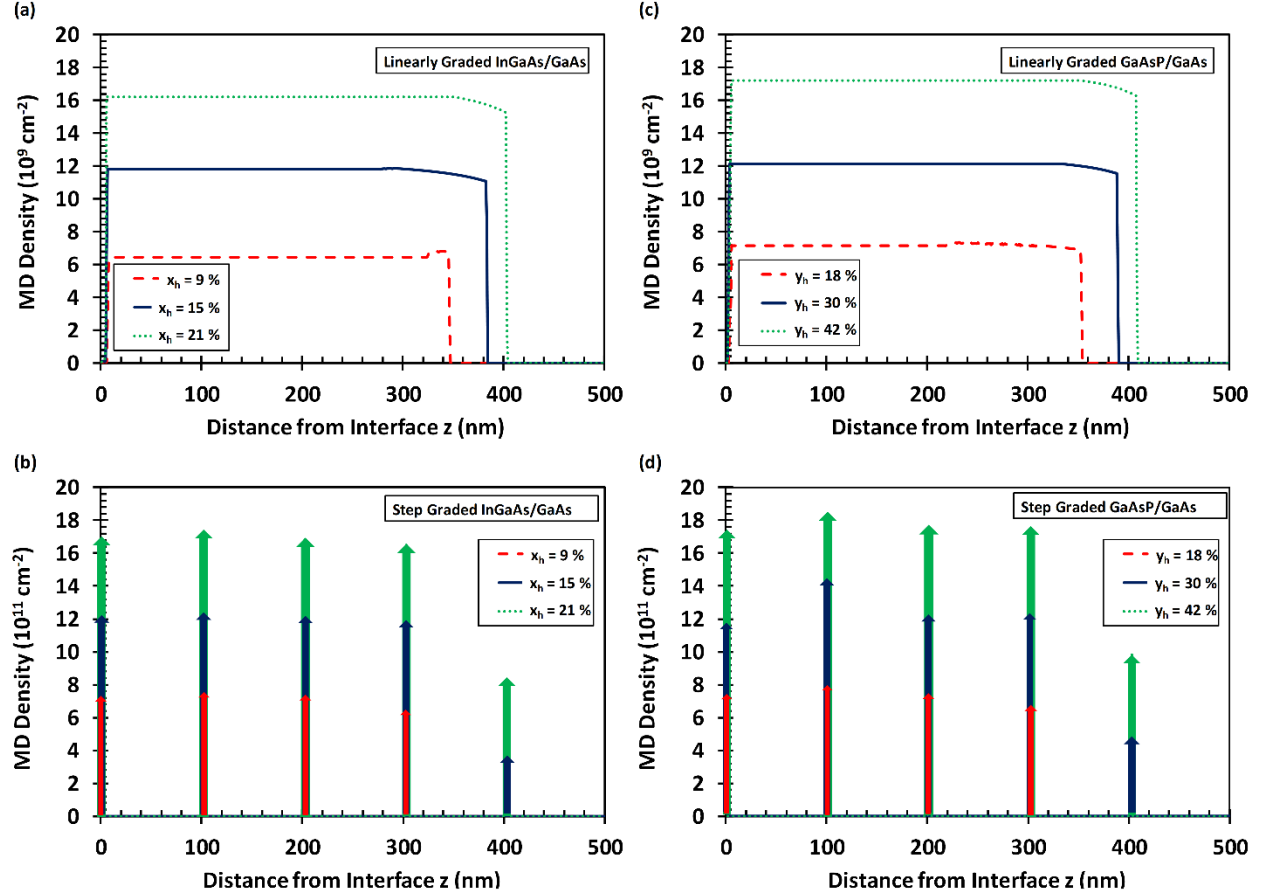 (a)
20
18
16
14
12
10
8
6
4
2
0
MD Density (10⁹ cm⁻²)
Linearly Graded InGaAs/GaAs
x_h = 9 %
x_h = 15 %
x_h = 21 %
0 100 200 300 400 500
Distance from Interface z (nm)
(c)
20
18
16
14
12
10
8
6
4
2
0
MD Density (10⁹ cm⁻²)
Linearly Graded GaAsP/GaAs
y_h = 18 %
y_h = 30 %
y_h = 42 %
0 100 200 300 400 500
Distance from Interface z (nm)
(b)
20
18
16
14
12
10
8
6
4
2
0
MD Density (10¹¹ cm⁻²)
Step Graded InGaAs/GaAs
x_h = 9 %
x_h = 15 %
x_h = 21 %
0 100 200 300 400 500
Distance from Interface z (nm)
(d)
20
18
16
14
12
10
8
6
4
2
0
MD Density (10¹¹ cm⁻²)
Step Graded GaAsP/GaAs
y_h = 18 %
y_h = 30 %
y_h = 42 %
0 100 200 300 400 500
Distance from Interface z (nm)